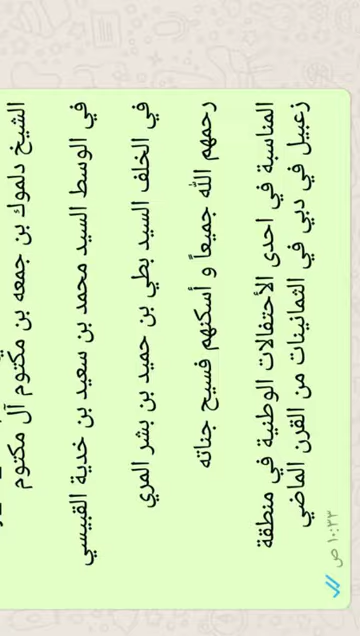 الشيخ دلموك بن جمعه بن مكتوم آل مكتوم
في الوسط السيد محمد بن سعيد بن خدية القبيسي
في الخلف السيد بطي بن حميد بن بشر المري
رحمهم الله جميعاً و أسكنهم فسيح جناته
المناسبة في احدى الأحتفالات الوطنية في منطقة
زعبيل في دبي في الثمانينات من القرن الماضي
١٠:٣٣ ص